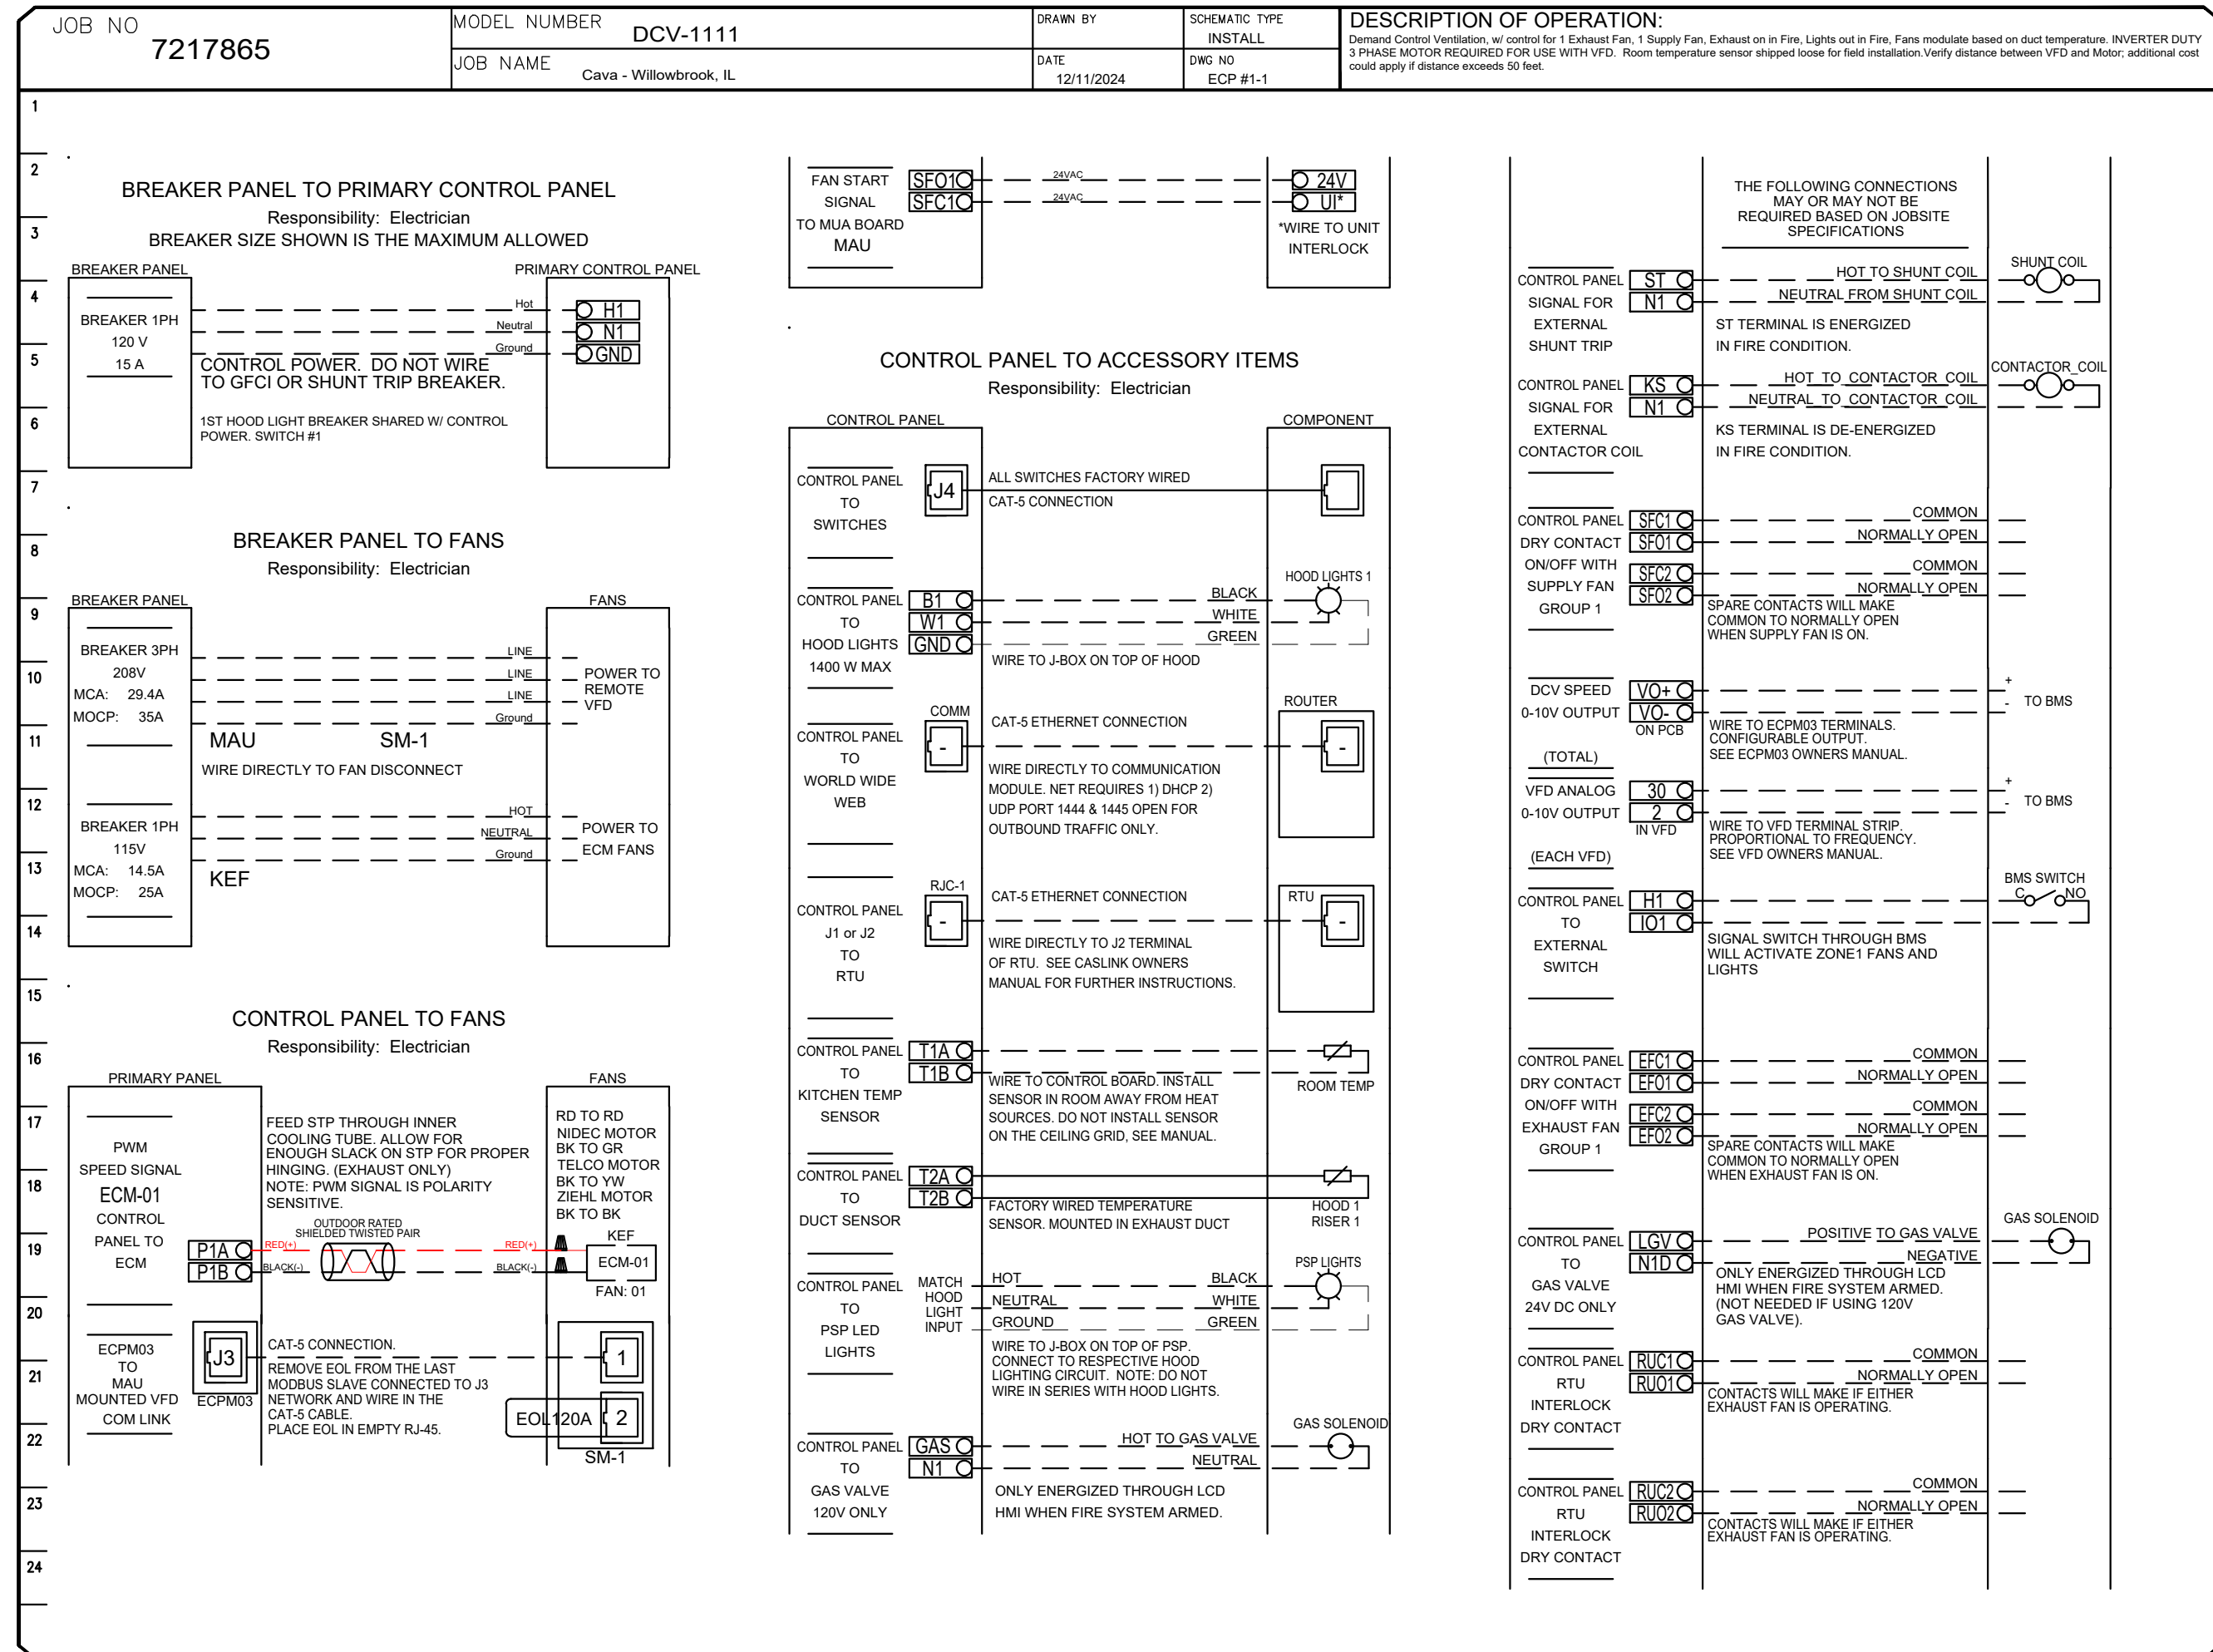 JOB NO
7217865
MODEL NUMBER
DCV-1111
JOB NAME
Cava - Willowbrook, IL
DRAWN BY
DATE
12/11/2024
SCHEMATIC TYPE
INSTALL
DWG NO
ECP #1-1
DESCRIPTION OF OPERATION:
Demand Control Ventilation, w/ control for 1 Exhaust Fan, 1 Supply Fan, Exhaust on in Fire, Lights out in Fire, Fans modulate based on duct temperature. INVERTER DUTY
3 PHASE MOTOR REQUIRED FOR USE WITH VFD. Room temperature sensor shipped loose for field installation.Verify distance between VFD and Motor; additional cost
could apply if distance exceeds 50 feet.
1
2
3
4
5
6
7
8
9
10
11
12
13
14
15
16
17
18
19
20
21
22
23
24
BREAKER PANEL TO PRIMARY CONTROL PANEL
Responsibility: Electrician
BREAKER SIZE SHOWN IS THE MAXIMUM ALLOWED
BREAKER PANEL
PRIMARY CONTROL PANEL
BREAKER 1PH
120 V
15 A
Hot
Neutral
Ground
H1
N1
GND
CONTROL POWER. DO NOT WIRE
TO GFCI OR SHUNT TRIP BREAKER.
1ST HOOD LIGHT BREAKER SHARED W/ CONTROL
POWER. SWITCH #1
BREAKER PANEL TO FANS
Responsibility: Electrician
BREAKER PANEL
FANS
BREAKER 3PH
208V
MCA: 29.4A
MOCP: 35A
LINE
LINE
LINE
Ground
POWER TO
REMOTE
VFD
MAU SM-1
WIRE DIRECTLY TO FAN DISCONNECT
BREAKER 1PH
115V
MCA: 14.5A
MOCP: 25A
HOT
NEUTRAL
Ground
POWER TO
ECM FANS
KEF
CONTROL PANEL TO FANS
Responsibility: Electrician
PRIMARY PANEL
FANS
PWM
SPEED SIGNAL
ECM-01
CONTROL
PANEL TO
ECM
P1A
P1B
FEED STP THROUGH INNER
COOLING TUBE. ALLOW FOR
ENOUGH SLACK ON STP FOR PROPER
HINGING. (EXHAUST ONLY)
NOTE: PWM SIGNAL IS POLARITY
SENSITIVE.
OUTDOOR RATED
SHIELDED TWISTED PAIR
RED(+)
RED(+)
BLACK(-)
BLACK(-)
RD TO RD
NIDEC MOTOR
BK TO GR
TELCO MOTOR
BK TO YW
ZIEHL MOTOR
BK TO BK
KEF
ECM-01
FAN: 01
ECPM03
TO
MAU
MOUNTED VFD
COM LINK
J3
ECPM03
CAT-5 CONNECTION.
REMOVE EOL FROM THE LAST
MODBUS SLAVE CONNECTED TO J3
NETWORK AND WIRE IN THE
CAT-5 CABLE.
PLACE EOL IN EMPTY RJ-45.
1
EOL120A
2
SM-1
FAN START
SIGNAL
TO MUA BOARD
MAU
SFO1
SFC1
24VAC
24VAC
24V
UI*
*WIRE TO UNIT
INTERLOCK
CONTROL PANEL TO ACCESSORY ITEMS
Responsibility: Electrician
CONTROL PANEL
COMPONENT
CONTROL PANEL
TO
SWITCHES
J4
ALL SWITCHES FACTORY WIRED
CAT-5 CONNECTION
CONTROL PANEL
TO
HOOD LIGHTS
1400 W MAX
B1
W1
GND
BLACK
WHITE
GREEN
HOOD LIGHTS 1
WIRE TO J-BOX ON TOP OF HOOD
CONTROL PANEL
TO
WORLD WIDE
WEB
COMM
-
CAT-5 ETHERNET CONNECTION
WIRE DIRECTLY TO COMMUNICATION
MODULE. NET REQUIRES 1) DHCP 2)
UDP PORT 1444 & 1445 OPEN FOR
OUTBOUND TRAFFIC ONLY.
ROUTER
-
CONTROL PANEL
J1 or J2
TO
RTU
RJC-1
-
CAT-5 ETHERNET CONNECTION
WIRE DIRECTLY TO J2 TERMINAL
OF RTU. SEE CASLINK OWNERS
MANUAL FOR FURTHER INSTRUCTIONS.
RTU
-
CONTROL PANEL
TO
KITCHEN TEMP
SENSOR
T1A
T1B
WIRE TO CONTROL BOARD. INSTALL
SENSOR IN ROOM AWAY FROM HEAT
SOURCES. DO NOT INSTALL SENSOR
ON THE CEILING GRID, SEE MANUAL.
ROOM TEMP
CONTROL PANEL
TO
DUCT SENSOR
T2A
T2B
FACTORY WIRED TEMPERATURE
SENSOR. MOUNTED IN EXHAUST DUCT
HOOD 1
RISER 1
CONTROL PANEL
TO
PSP LED
LIGHTS
MATCH
HOOD
LIGHT
INPUT
HOT
NEUTRAL
GROUND
BLACK
WHITE
GREEN
PSP LIGHTS
WIRE TO J-BOX ON TOP OF PSP.
CONNECT TO RESPECTIVE HOOD
LIGHTING CIRCUIT. NOTE: DO NOT
WIRE IN SERIES WITH HOOD LIGHTS.
CONTROL PANEL
TO
GAS VALVE
120V ONLY
GAS
N1
HOT TO GAS VALVE
NEUTRAL
GAS SOLENOID
ONLY ENERGIZED THROUGH LCD
HMI WHEN FIRE SYSTEM ARMED.
THE FOLLOWING CONNECTIONS
MAY OR MAY NOT BE
REQUIRED BASED ON JOBSITE
SPECIFICATIONS
CONTROL PANEL
SIGNAL FOR
EXTERNAL
SHUNT TRIP
ST
N1
HOT TO SHUNT COIL
NEUTRAL FROM SHUNT COIL
SHUNT COIL
ST TERMINAL IS ENERGIZED
IN FIRE CONDITION.
CONTROL PANEL
SIGNAL FOR
EXTERNAL
CONTACTOR COIL
KS
N1
HOT TO CONTACTOR COIL
NEUTRAL TO CONTACTOR COIL
CONTACTOR COIL
KS TERMINAL IS DE-ENERGIZED
IN FIRE CONDITION.
CONTROL PANEL
DRY CONTACT
ON/OFF WITH
SUPPLY FAN
GROUP 1
SFC1
SFO1
SFC2
SFO2
COMMON
NORMALLY OPEN
COMMON
NORMALLY OPEN
SPARE CONTACTS WILL MAKE
COMMON TO NORMALLY OPEN
WHEN SUPPLY FAN IS ON.
DCV SPEED
0-10V OUTPUT
(TOTAL)
VO+
VO-
ON PCB
WIRE TO ECPM03 TERMINALS.
CONFIGURABLE OUTPUT.
SEE ECPM03 OWNERS MANUAL.
+
-
TO BMS
VFD ANALOG
0-10V OUTPUT
(EACH VFD)
30
2
IN VFD
WIRE TO VFD TERMINAL STRIP.
PROPORTIONAL TO FREQUENCY.
SEE VFD OWNERS MANUAL.
+
-
TO BMS
CONTROL PANEL
TO
EXTERNAL
SWITCH
H1
IO1
BMS SWITCH
C NO
SIGNAL SWITCH THROUGH BMS
WILL ACTIVATE ZONE1 FANS AND
LIGHTS
CONTROL PANEL
DRY CONTACT
ON/OFF WITH
EXHAUST FAN
GROUP 1
EFC1
EFO1
EFC2
EFO2
COMMON
NORMALLY OPEN
COMMON
NORMALLY OPEN
SPARE CONTACTS WILL MAKE
COMMON TO NORMALLY OPEN
WHEN EXHAUST FAN IS ON.
CONTROL PANEL
TO
GAS VALVE
24V DC ONLY
LGV
N1D
POSITIVE TO GAS VALVE
NEGATIVE
GAS SOLENOID
ONLY ENERGIZED THROUGH LCD
HMI WHEN FIRE SYSTEM ARMED.
(NOT NEEDED IF USING 120V
GAS VALVE).
CONTROL PANEL
RTU
INTERLOCK
DRY CONTACT
RUC1
RUO1
COMMON
NORMALLY OPEN
CONTACTS WILL MAKE IF EITHER
EXHAUST FAN IS OPERATING.
CONTROL PANEL
RTU
INTERLOCK
DRY CONTACT
RUC2
RUO2
COMMON
NORMALLY OPEN
CONTACTS WILL MAKE IF EITHER
EXHAUST FAN IS OPERATING.